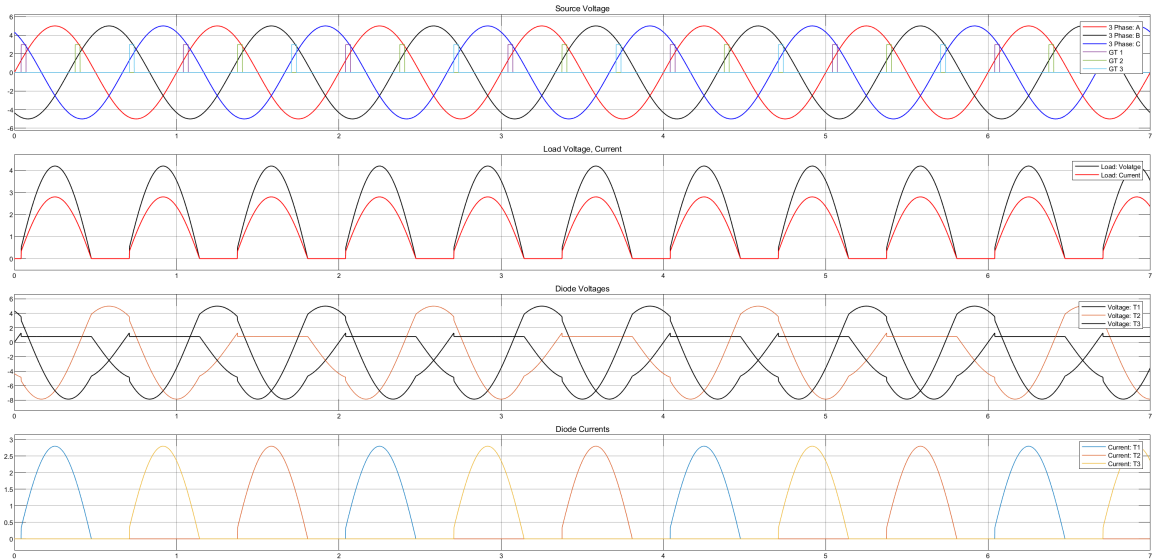 Source Voltage
6
4
2
0
-2
-4
-6
3 Phase: A
3 Phase: B
3 Phase: C
GT 1
GT 2
GT 3
0 1 2 3 4 5 6 7
Load Voltage, Current
4
3
2
1
0
Load: Volatge
Load: Current
0 1 2 3 4 5 6 7
Diode Voltages
6
4
2
0
-2
-4
-6
-8
Voltage: T1
Voltage: T2
Voltage: T3
0 1 2 3 4 5 6 7
Diode Currents
3
2.5
2
1.5
1
0.5
0
Current: T1
Current: T2
Current: T3
0 1 2 3 4 5 6 7